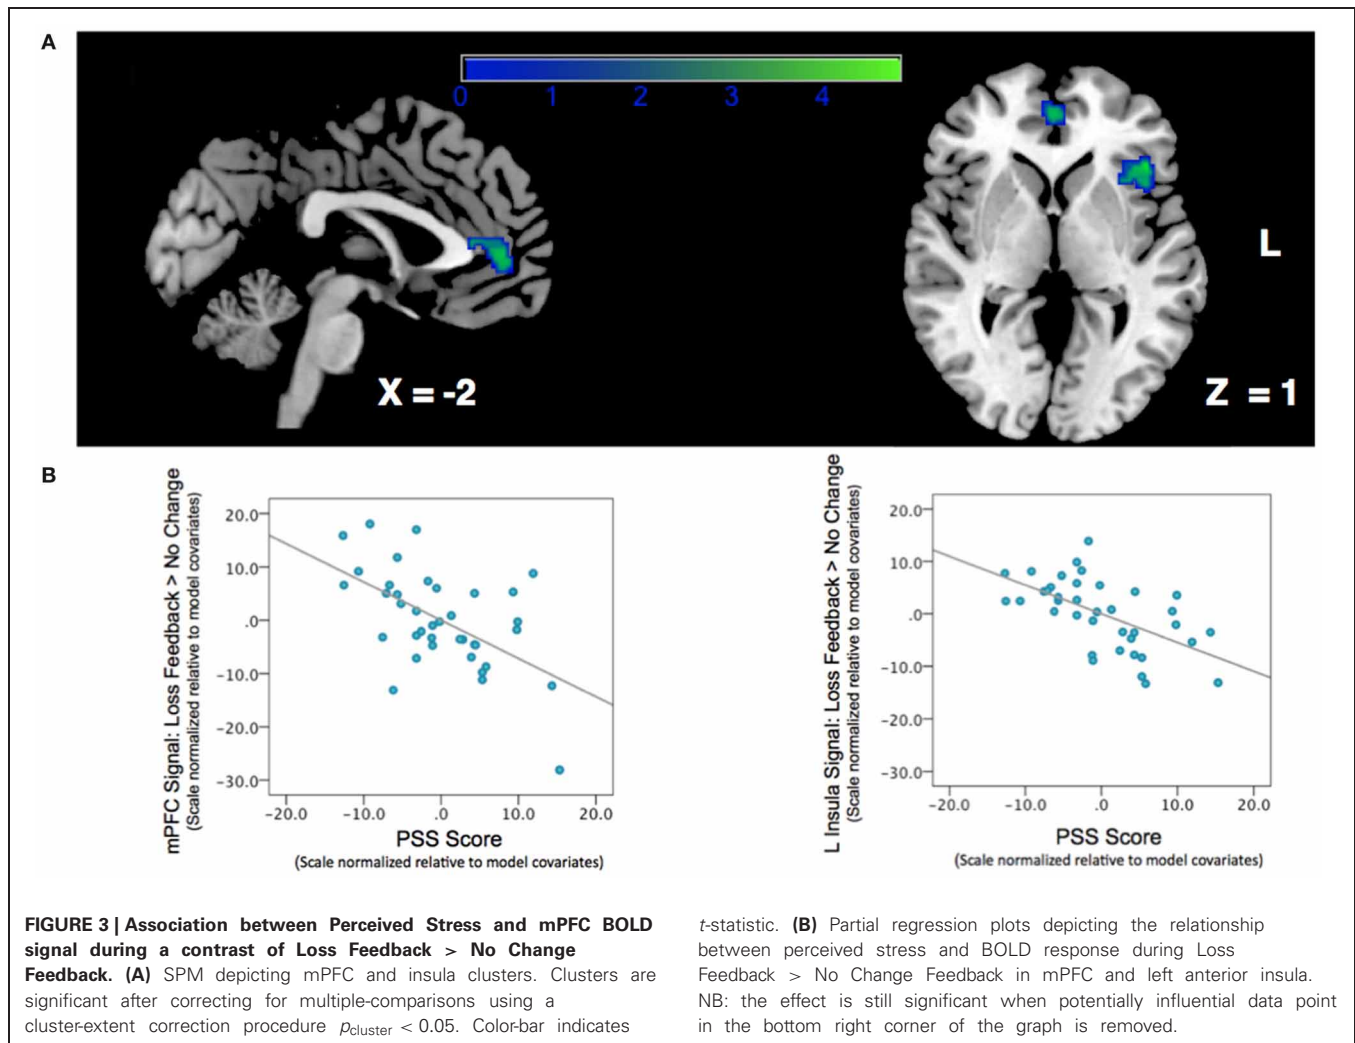 A
0 1 2 3 4
L
X = -2
Z = 1
B
mPFC Signal: Loss Feedback > No Change
(Scale normalized relative to model covariates)
20.0
10.0
.0
-10.0
-20.0
-30.0
-20.0 -10.0 .0 10.0 20.0
PSS Score
(Scale normalized relative to model covariates)
L Insula Signal: Loss Feedback > No Change
(Scale normalized relative to model covariates)
20.0
10.0
.0
-10.0
-20.0
-30.0
-20.0 -10.0 .0 10.0 20.0
PSS Score
(Scale normalized relative to model covariates)
FIGURE 3 | Association between Perceived Stress and mPFC BOLD
signal during a contrast of Loss Feedback > No Change
Feedback. (A) SPM depicting mPFC and insula clusters. Clusters are
significant after correcting for multiple-comparisons using a
cluster-extent correction procedure pcluster < 0.05. Color-bar indicates
t-statistic. (B) Partial regression plots depicting the relationship
between perceived stress and BOLD response during Loss
Feedback > No Change Feedback in mPFC and left anterior insula.
NB: the effect is still significant when potentially influential data point
in the bottom right corner of the graph is removed.